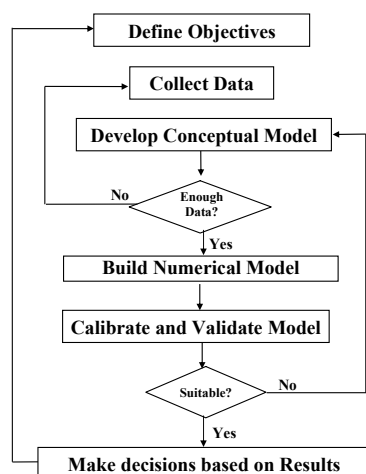 Define Objectives
Collect Data
Develop Conceptual Model
No
Enough
Data?
Yes
Build Numerical Model
Calibrate and Validate Model
Suitable?
No
Yes
Make decisions based on Results